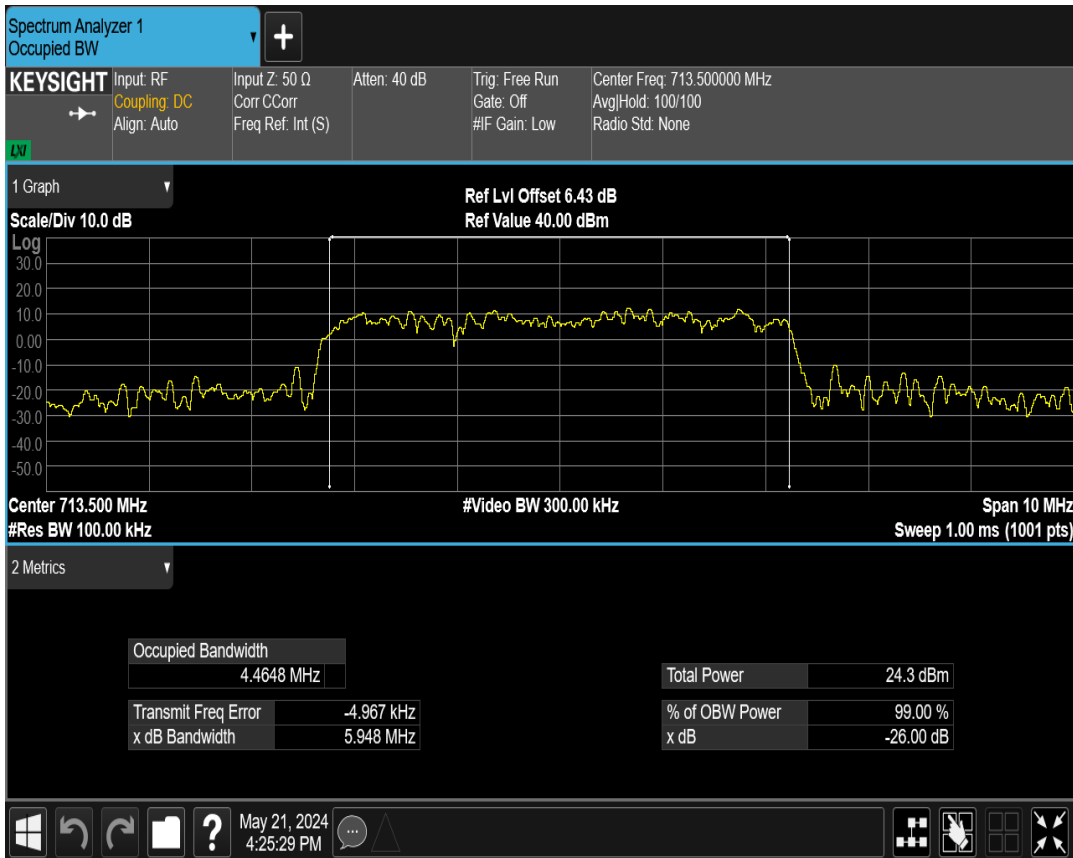 Spectrum Analyzer 1
Occupied BW
+
KEYSIGHT
LXI
Input: RF
Coupling: DC
Align: Auto
Input Z: 50 Ω
Corr CCorr
Freq Ref: Int (S)
Atten: 40 dB
Trig: Free Run
Gate: Off
#IF Gain: Low
Center Freq: 713.500000 MHz
Avg|Hold: 100/100
Radio Std: None
1 Graph
Scale/Div 10.0 dB
Ref Lvl Offset 6.43 dB
Ref Value 40.00 dBm
Log
30.0
20.0
10.0
0.00
-10.0
-20.0
-30.0
-40.0
-50.0
Center 713.500 MHz
#Video BW 300.00 kHz
Span 10 MHz
#Res BW 100.00 kHz
Sweep 1.00 ms (1001 pts)
2 Metrics
Occupied Bandwidth
4.4648 MHz
Total Power 24.3 dBm
Transmit Freq Error -4.967 kHz
% of OBW Power 99.00 %
x dB Bandwidth 5.948 MHz
x dB -26.00 dB
?
May 21, 2024
4:25:29 PM